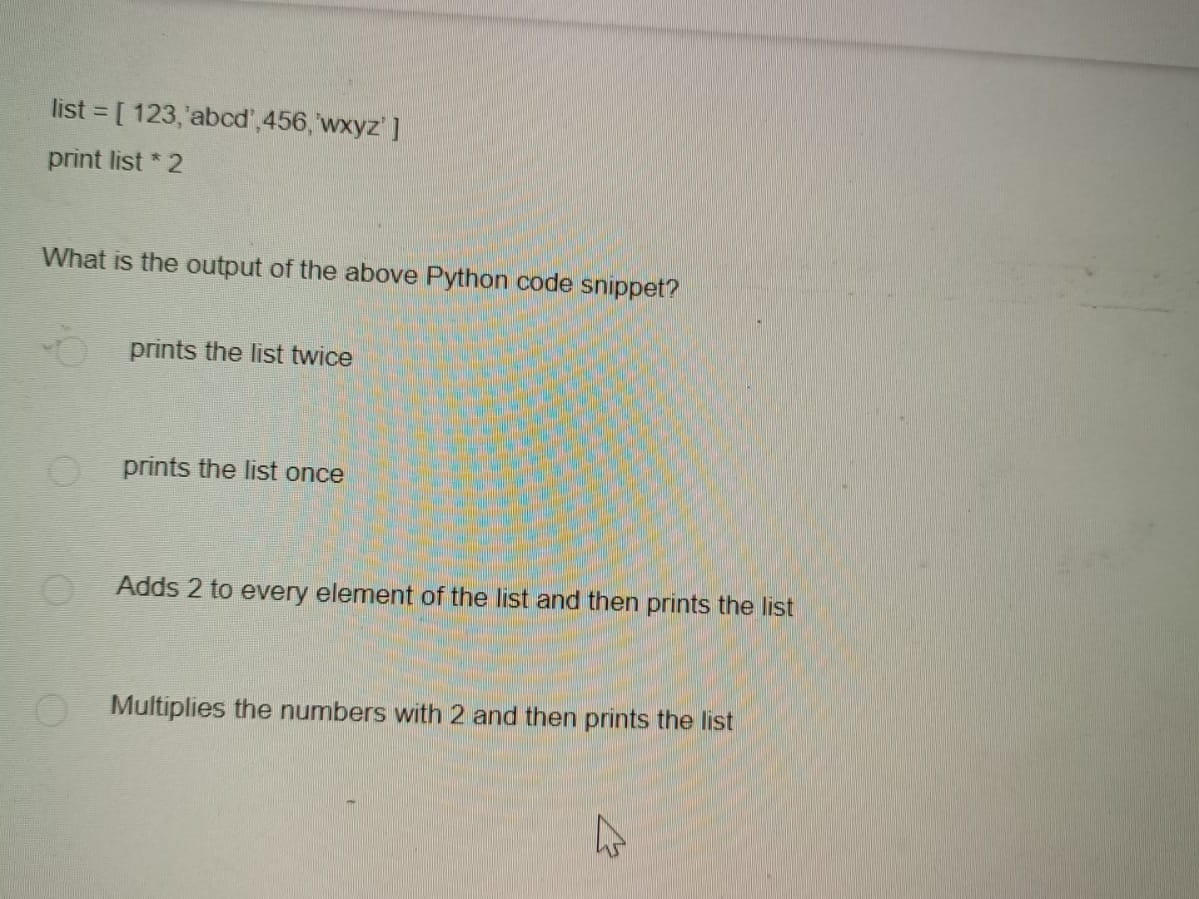 list = [ 123,'abcd',456,'wxyz' ]
print list * 2
What is the output of the above Python code snippet?
prints the list twice
prints the list once
Adds 2 to every element of the list and then prints the list
Multiplies the numbers with 2 and then prints the list